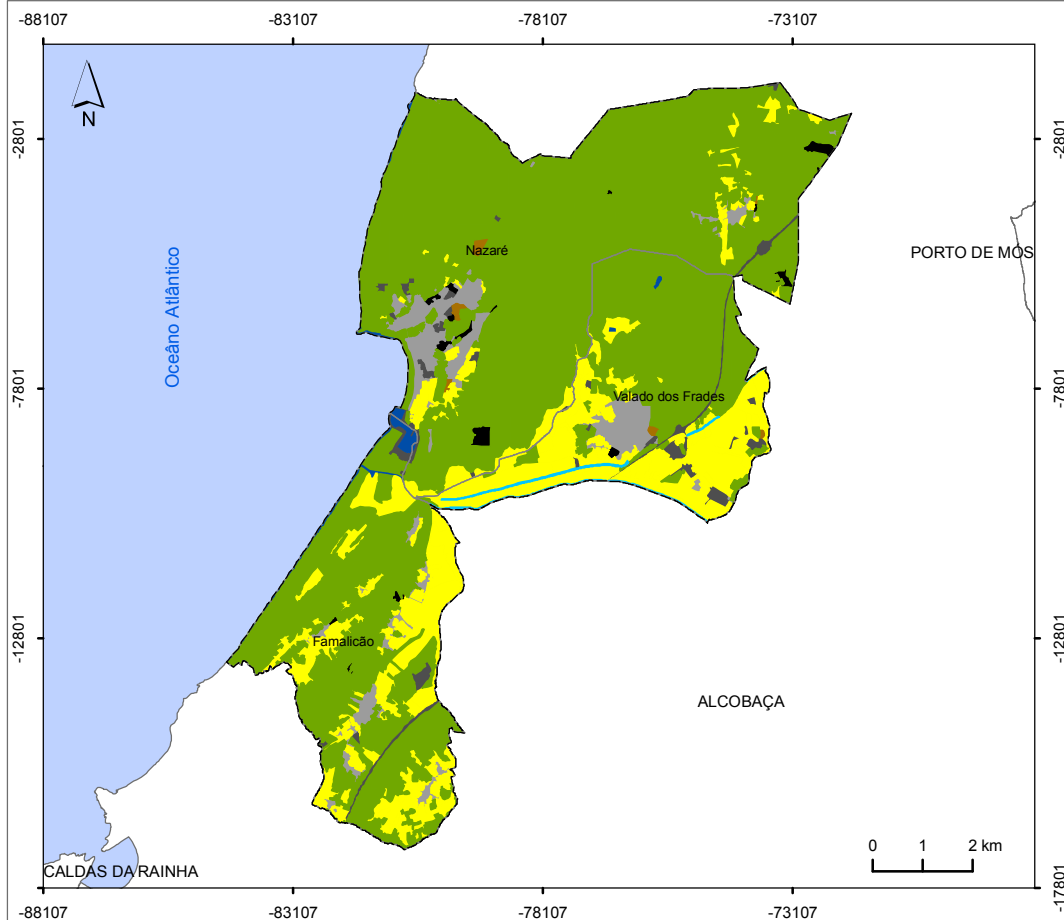 -88107 -83107 -78107 -73107
-2801 -2801
N
Nazaré
PORTO DE MOS
Oceâno Atlântico
-7801 -7801
Valado dos Frades
-12801 -12801
Famalicão
ALCOBAÇA
0 1 2 km
CALDAS DA RAINHA
-17801
-88107 -83107 -78107 -73107